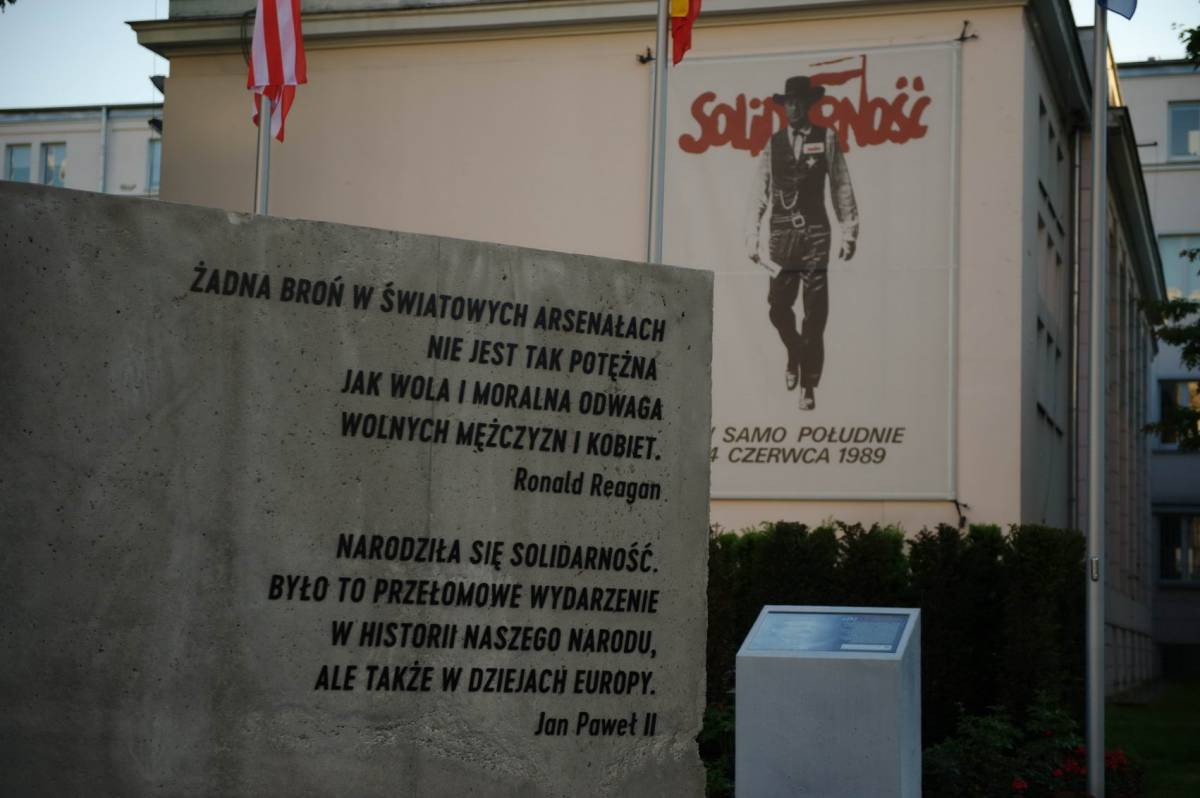 ŻADNA BROŃ W ŚWIATOWYCH ARSENAŁACH
NIE JEST TAK POTĘŻNA
JAK WOLA I MORALNA ODWAGA
WOLNYCH MĘŻCZYZN I KOBIET.
Ronald Reagan
NARODZIŁA SIĘ SOLIDARNOŚĆ.
BYŁO TO PRZEŁOMOWE WYDARZENIE
W HISTORII NASZEGO NARODU,
ALE TAKŻE W DZIEJACH EUROPY.
Jan Paweł II
SOLIDARNOŚĆ
W SAMO POŁUDNIE
4 CZERWCA 1989